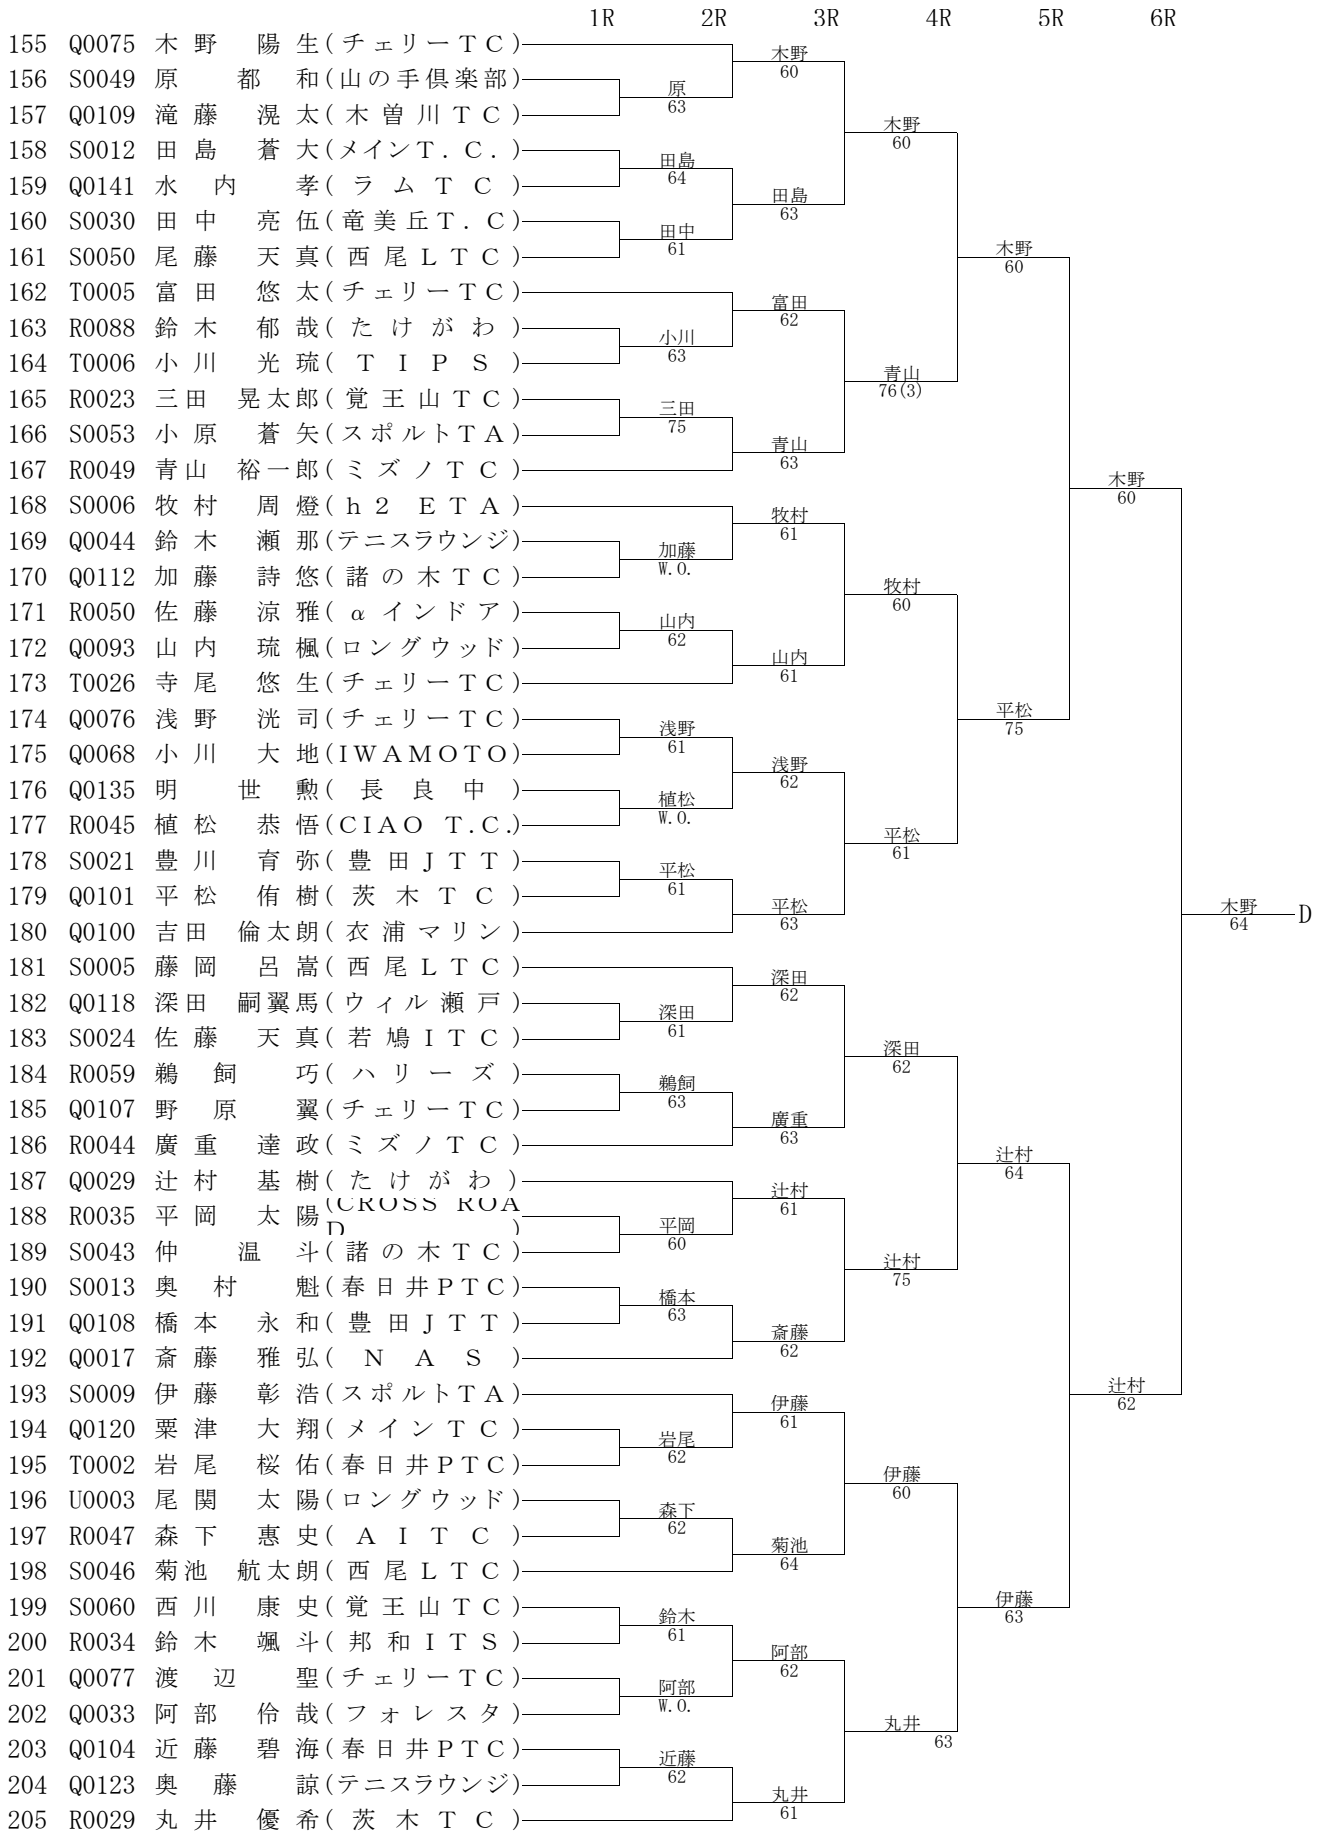 1R 2R 3R 4R 5R 6R
155 Q0075 木野 陽生(チェリーTC)
木野
60
156 S0049 原 都和(山の手倶楽部)
原
63
157 Q0109 滝藤 滉太(木曽川TC)
木野
60
158 S0012 田島 蒼大(メインT.C.)
田島
64
159 Q0141 水内 孝(ラムTC)
田島
63
160 S0030 田中 亮伍(竜美丘T.C)
田中
61
161 S0050 尾藤 天真(西尾LTC)
木野
60
162 T0005 富田 悠太(チェリーTC)
富田
62
163 R0088 鈴木 郁哉(たけがわ)
小川
63
164 T0006 小川 光琉(TIPS)
青山
76(3)
165 R0023 三田 晃太郎(覚王山TC)
三田
75
166 S0053 小原 蒼矢(スポルトTA)
青山
63
167 R0049 青山 裕一郎(ミズノTC)
木野
60
168 S0006 牧村 周燈(h2 ETA)
牧村
61
169 Q0044 鈴木 瀬那(テニスラウンジ)
加藤
W.O.
170 Q0112 加藤 詩悠(諸の木TC)
牧村
60
171 R0050 佐藤 涼雅(αインドア)
山内
62
172 Q0093 山内 琉楓(ロングウッド)
山内
61
173 T0026 寺尾 悠生(チェリーTC)
平松
75
174 Q0076 浅野 洸司(チェリーTC)
浅野
61
175 Q0068 小川 大地(IWAMOTO)
浅野
62
176 Q0135 明 世勲(長良中)
植松
W.O.
177 R0045 植松 恭悟(CIAO T.C.)
平松
61
178 S0021 豊川 育弥(豊田JTT)
平松
61
179 Q0101 平松 侑樹(茨木TC)
平松
63
木野
64
D
180 Q0100 吉田 倫太朗(衣浦マリン)
181 S0005 藤岡 呂嵩(西尾LTC)
深田
62
182 Q0118 深田 嗣翼馬(ウィル瀬戸)
深田
61
183 S0024 佐藤 天真(若鳩ITC)
深田
62
184 R0059 鵜飼 巧(ハリーズ)
鵜飼
63
185 Q0107 野原 翼(チェリーTC)
廣重
63
186 R0044 廣重 達政(ミズノTC)
辻村
64
187 Q0029 辻村 基樹(たけがわ)
辻村
61
188 R0035 平岡 太陽(CROSS ROAD)
平岡
60
189 S0043 仲 温斗(諸の木TC)
辻村
75
190 S0013 奥村 魁(春日井PTC)
橋本
63
191 Q0108 橋本 永和(豊田JTT)
斎藤
62
192 Q0017 斎藤 雅弘(NAS)
辻村
62
193 S0009 伊藤 彰浩(スポルトTA)
伊藤
61
194 Q0120 粟津 大翔(メインTC)
岩尾
62
195 T0002 岩尾 桜佑(春日井PTC)
伊藤
60
196 U0003 尾関 太陽(ロングウッド)
森下
62
197 R0047 森下 惠史(AITC)
菊池
64
198 S0046 菊池 航太朗(西尾LTC)
伊藤
63
199 S0060 西川 康史(覚王山TC)
鈴木
61
200 R0034 鈴木 颯斗(邦和ITS)
阿部
62
201 Q0077 渡辺 聖(チェリーTC)
阿部
W.O.
202 Q0033 阿部 伶哉(フォレスタ)
丸井
63
203 Q0104 近藤 碧海(春日井PTC)
近藤
62
204 Q0123 奥藤 諒(テニスラウンジ)
丸井
61
205 R0029 丸井 優希(茨木TC)